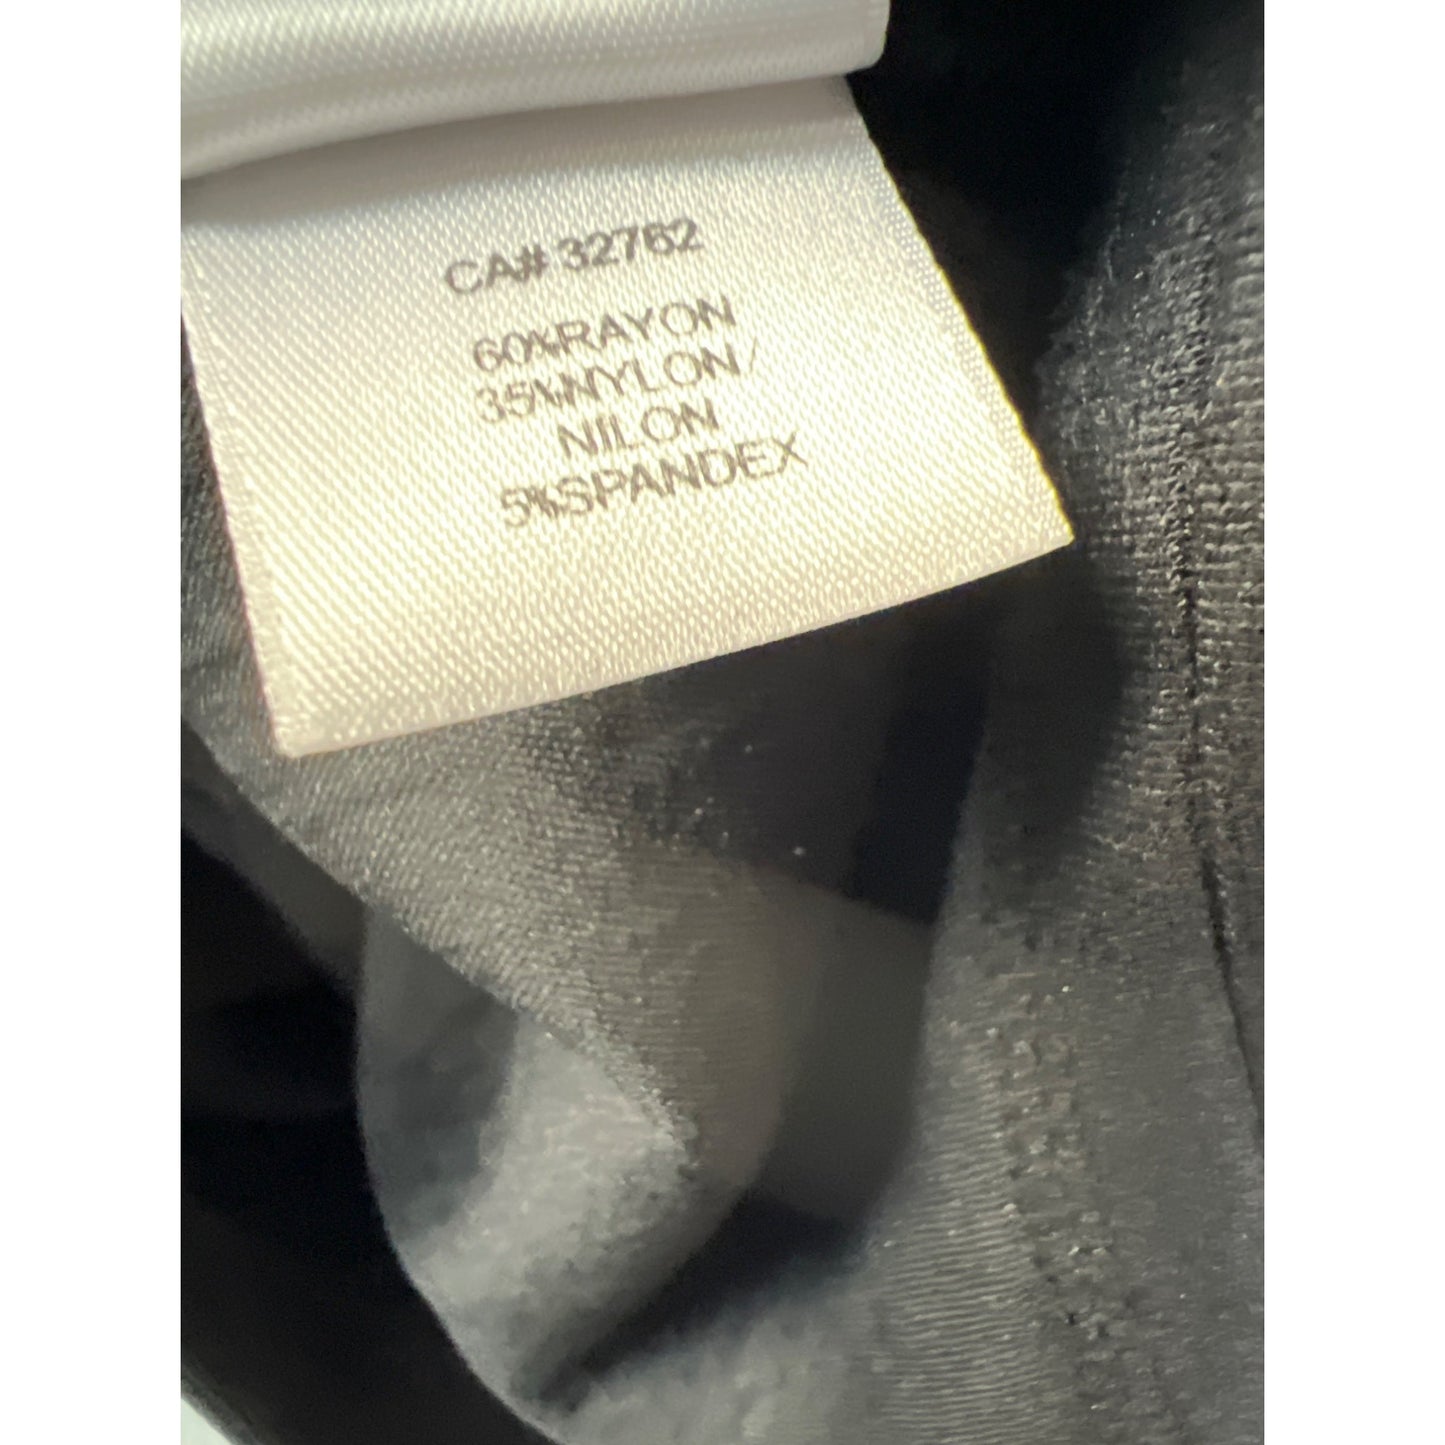 CA# 32762
60%RAYON
35%NYLON/
NILON
5%SPANDEX